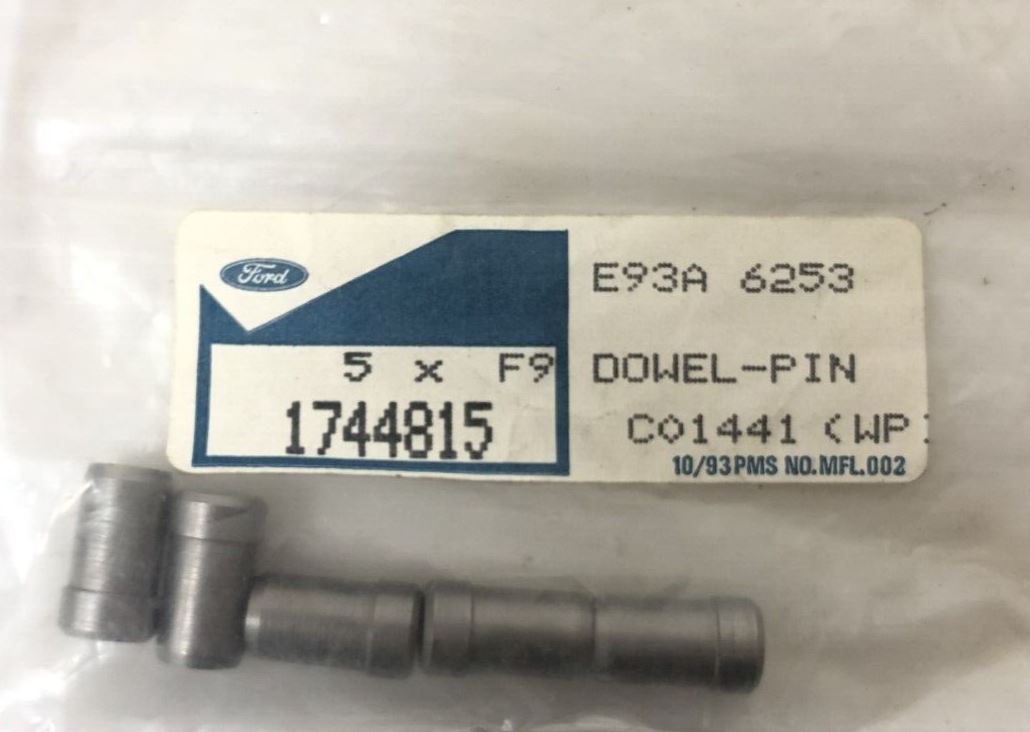 Ford
E93A 6253
5 x F9 DOWEL-PIN
1744815
C01441 (WP
10/93 PMS NO.MFL.002